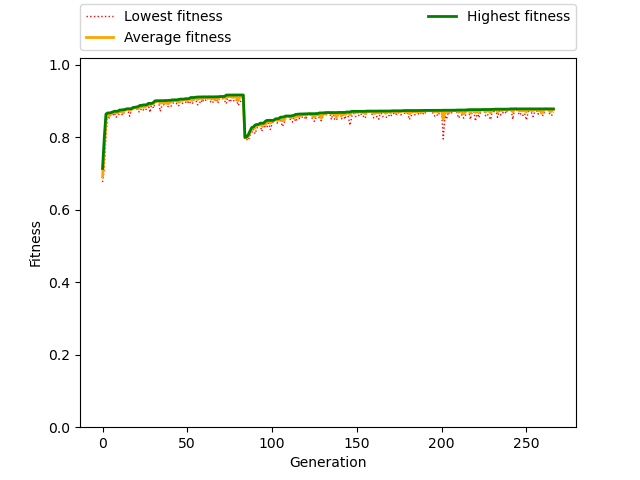 Lowest fitness
Average fitness
Highest fitness
1.0
0.8
0.6
0.4
0.2
0.0
Fitness
0 50 100 150 200 250
Generation